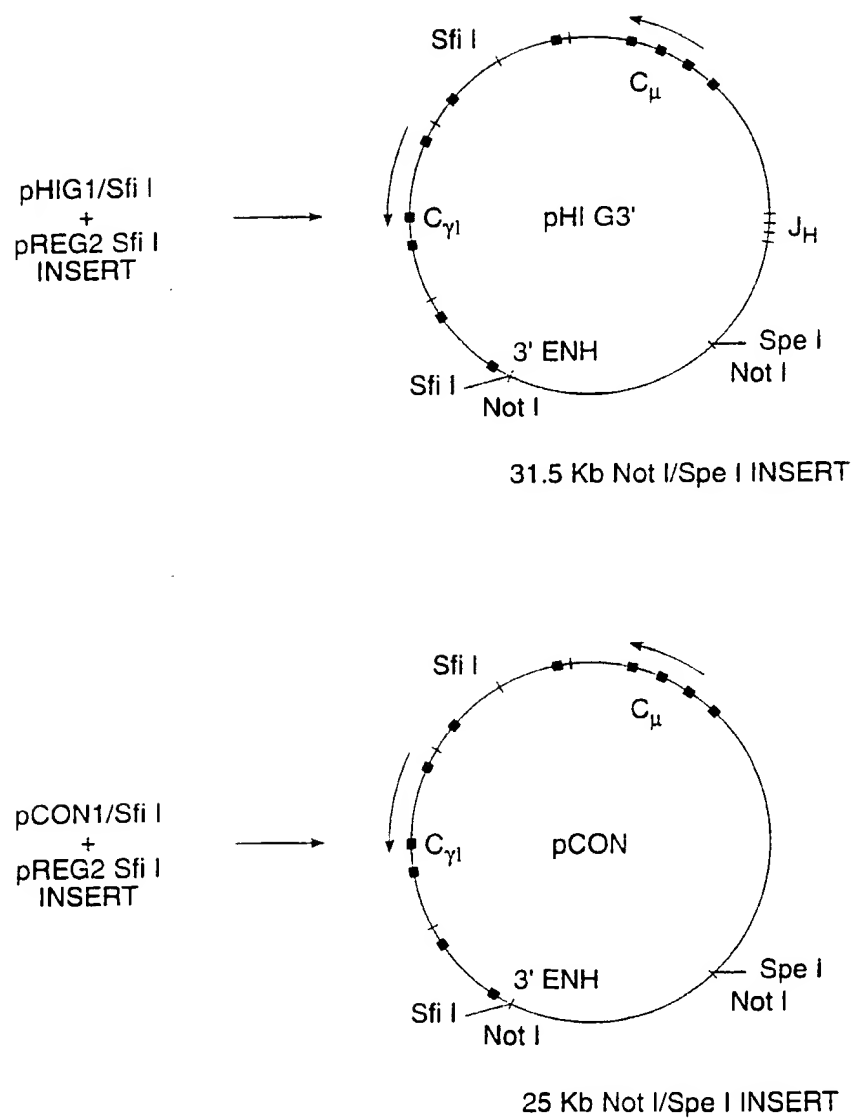 Sfi I
Cμ
pHIG1/Sfi I
+
pREG2 Sfi I
INSERT
Cγl
pHI G3'
JH
3' ENH
Spe I
Sfi I
Not I
Not I
31.5 Kb Not I/Spe I INSERT
Sfi I
Cμ
pCON1/Sfi I
+
pREG2 Sfi I
INSERT
Cγl
pCON
3' ENH
Spe I
Sfi I
Not I
Not I
25 Kb Not I/Spe I INSERT